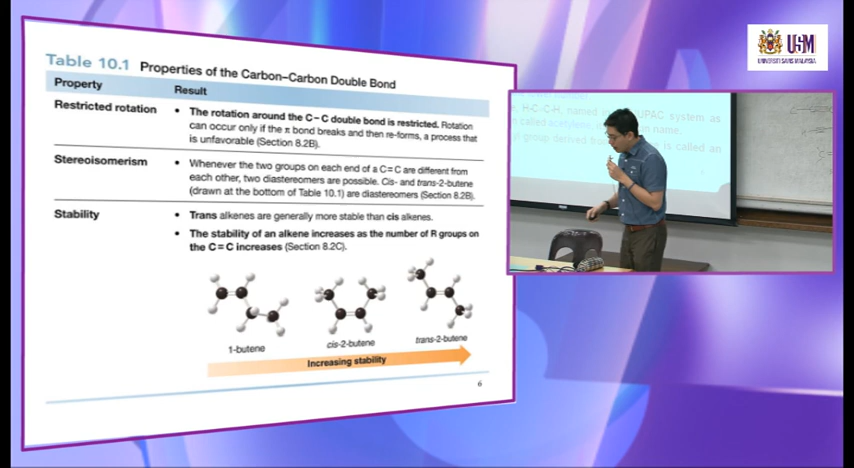 Table 10.1 Properties of the Carbon–Carbon Double Bond
Property Result
Restricted rotation • The rotation around the C–C double bond is restricted. Rotation
can occur only if the π bond breaks and then re-forms, a process that
is unfavorable (Section 8.2B).
Stereoisomerism • Whenever the two groups on each end of a C=C are different from
each other, two diastereomers are possible. Cis- and trans-2-butene
(drawn at the bottom of Table 10.1) are diastereomers (Section 8.2B).
Stability • Trans alkenes are generally more stable than cis alkenes.
• The stability of an alkene increases as the number of R groups on
the C=C increases (Section 8.2C).
1-butene cis-2-butene trans-2-butene
Increasing stability
6
USM
UNIVERSITI SAINS MALAYSIA
H-C-C-H, named in PUPAC system as
called acetylene, name.
group derived is called an